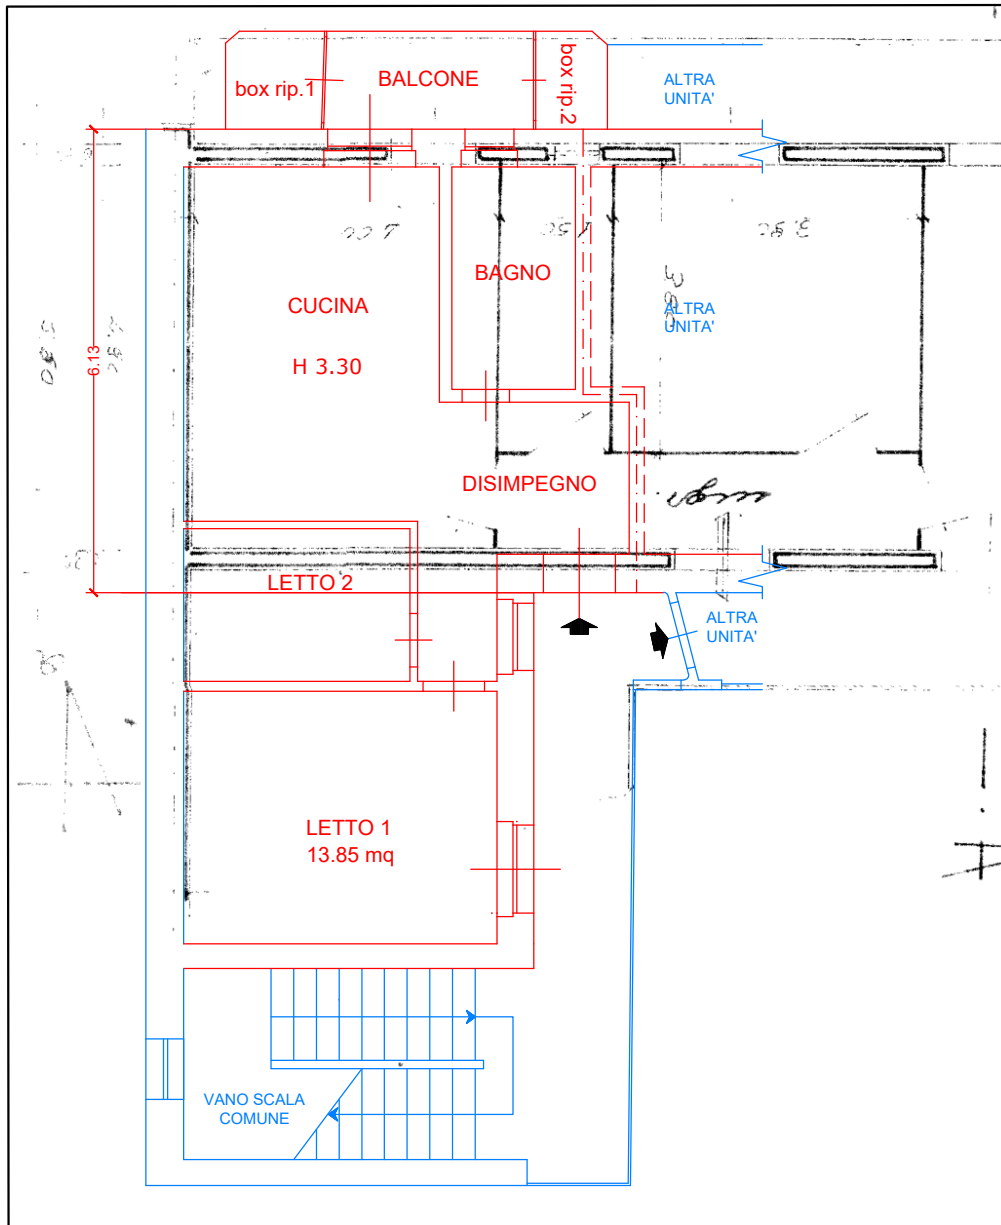 box rip.1
BALCONE
box rip.2
ALTRA
UNITA'
BAGNO
CUCINA
H 3.30
ALTRA
UNITA'
6.13
DISIMPEGNO
LETTO 2
ALTRA
UNITA'
LETTO 1
13.85 mq
VANO SCALA
COMUNE